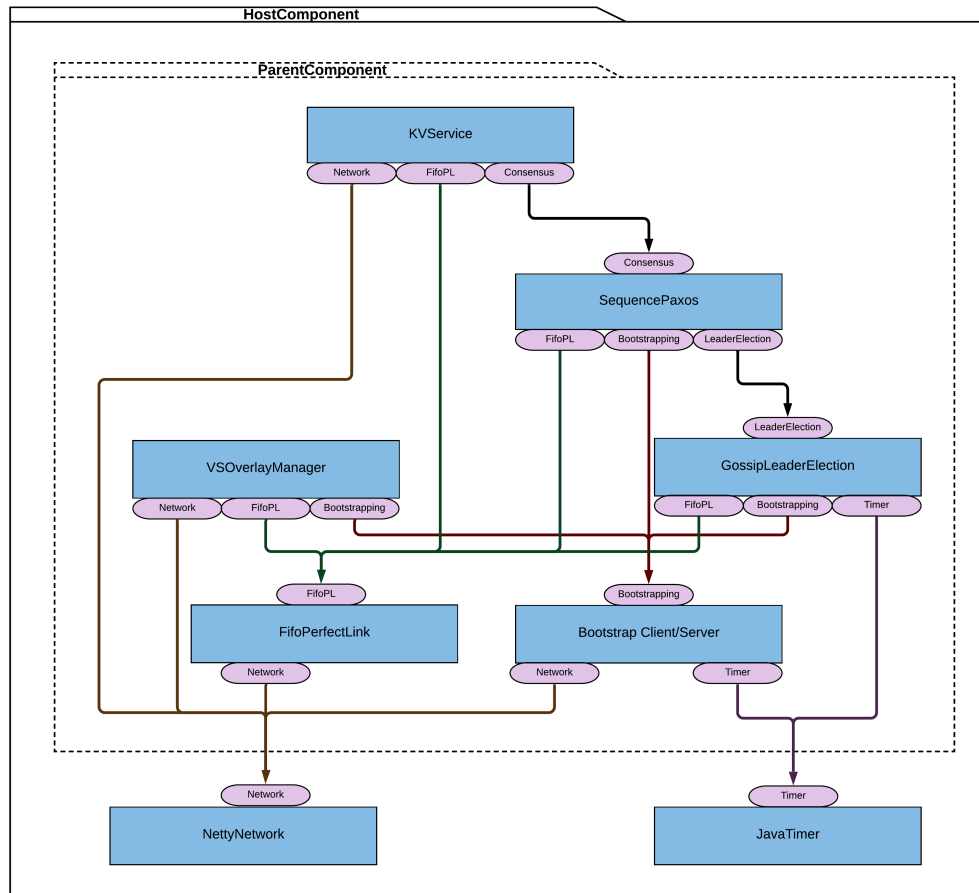 HostComponent
ParentComponent
KVService
Network FifoPL Consensus
Consensus
SequencePaxos
FifoPL Bootstrapping LeaderElection
LeaderElection
VSOverlayManager
GossipLeaderElection
Network FifoPL Bootstrapping
FifoPL Bootstrapping Timer
FifoPL
Bootstrapping
FifoPerfectLink
Bootstrap Client/Server
Network
Network Timer
Network
Timer
NettyNetwork
JavaTimer